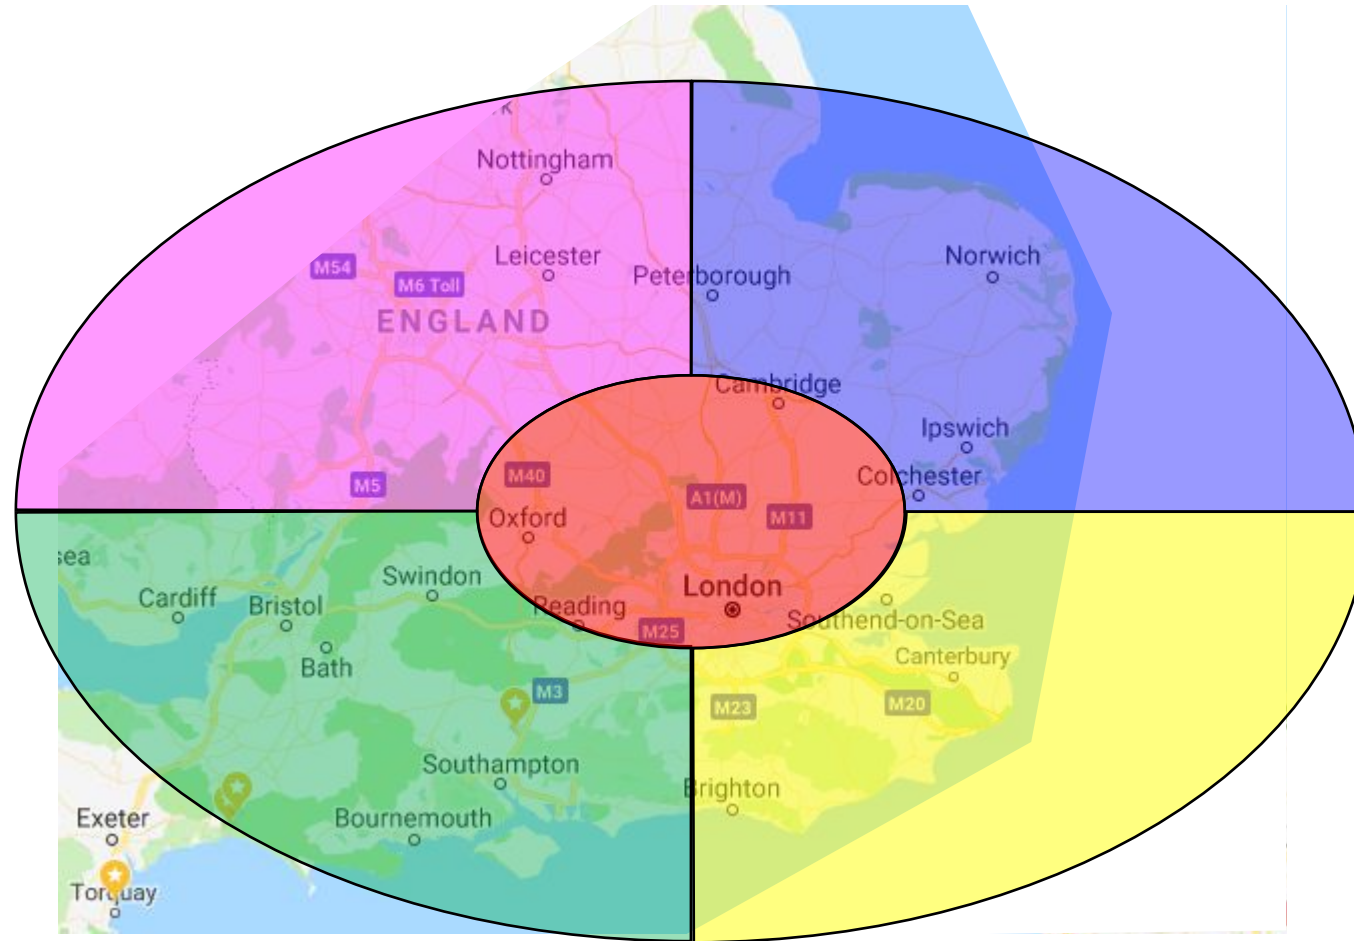 Nottingham
Leicester
M54
M6 Toll
Peterborough
Norwich
ENGLAND
Cambridge
Ipswich
M5
M40
A1(M)
M11
Colchester
Oxford
sea
Swindon
Cardiff
Bristol
Reading
London
M25
Southend-on-Sea
Bath
Canterbury
M3
M23
M20
Southampton
Brighton
Exeter
Bournemouth
Torquay